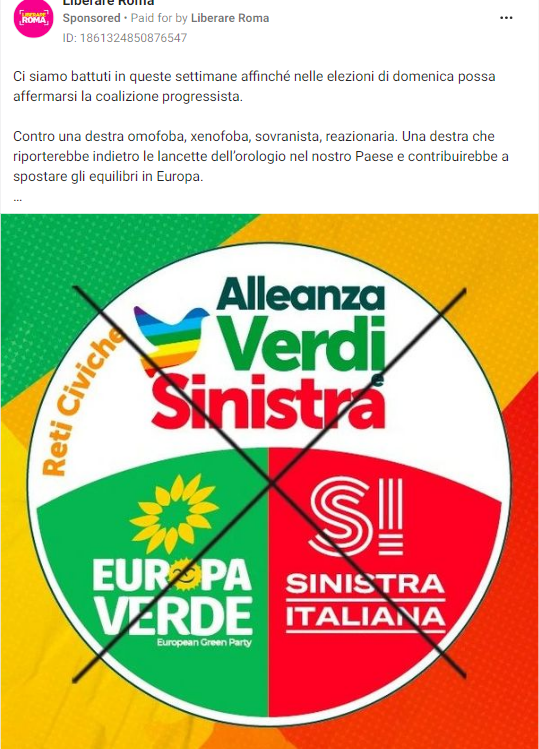 Liberare Roma
Sponsored • Paid for by Liberare Roma
LIBERARE
ROMA
ID: 1861324850876547
Ci siamo battuti in queste settimane affinché nelle elezioni di domenica possa
affermarsi la coalizione progressista.
Contro una destra omofoba, xenofoba, sovranista, reazionaria. Una destra che
riporterebbe indietro le lancette dell'orologio nel nostro Paese e contribuirebbe a
spostare gli equilibri in Europa.
...
Alleanza
Verdi
e
Sinistra
Reti Civiche
EUROPA
VERDE
European Green Party
SI
SINISTRA
ITALIANA